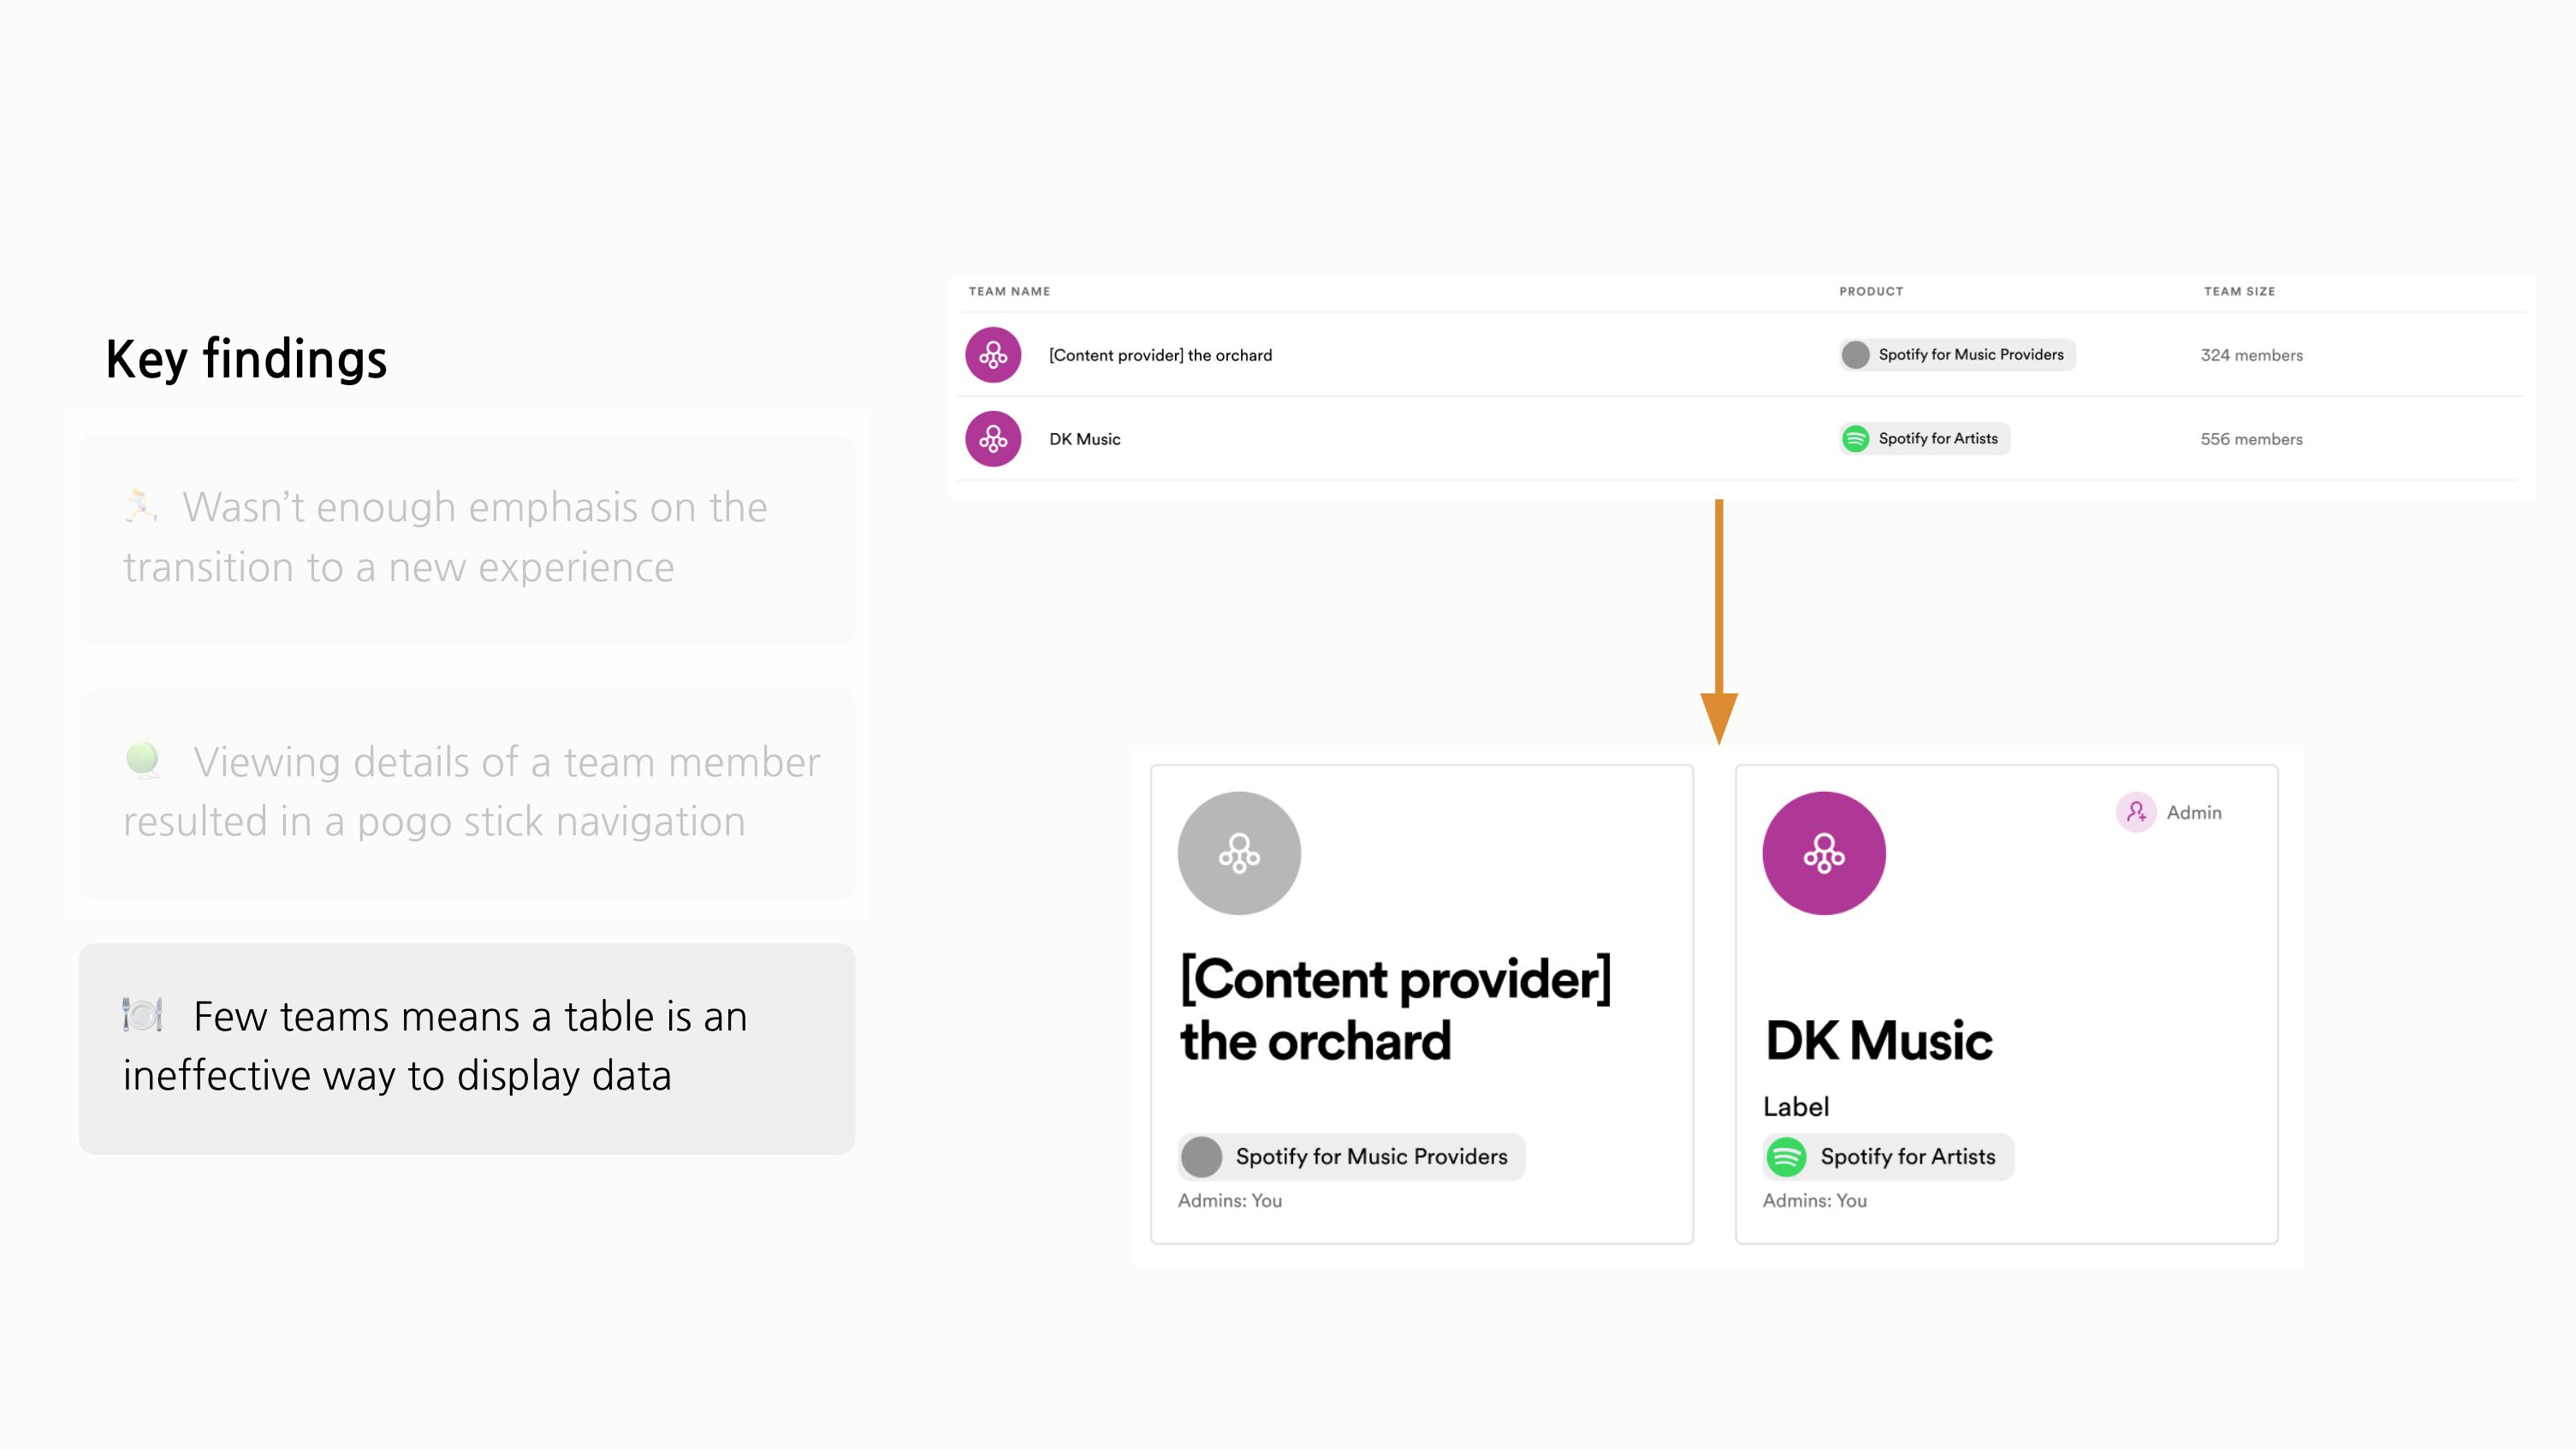 Key findings
Wasn’t enough emphasis on the
transition to a new experience
Viewing details of a team member
resulted in a pogo stick navigation
Few teams means a table is an
ineffective way to display data
TEAM NAME PRODUCT TEAM SIZE
[Content provider] the orchard Spotify for Music Providers 324 members
DK Music Spotify for Artists 556 members
[Content provider]
the orchard
Spotify for Music Providers
Admins: You
Admin
DK Music
Label
Spotify for Artists
Admins: You